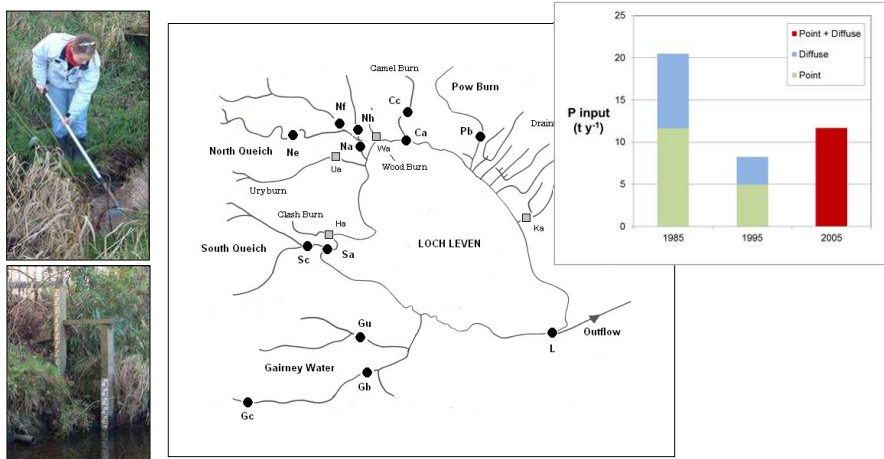 Camel Burn
Pow Burn
Cc
Nf
Nh
Ca
Pb
Ne
Na
Wa
North Queich
Wood Burn
Ua
Ury burn
Clash Burn
Ha
Ka
South Queich
Sc
Sa
LOCH LEVEN
Gu
L
Outflow
Gairney Water
Gb
Gc
25
20
15
10
5
0
P input
(t y-1)
Point + Diffuse
Diffuse
Point
1985
1995
2005